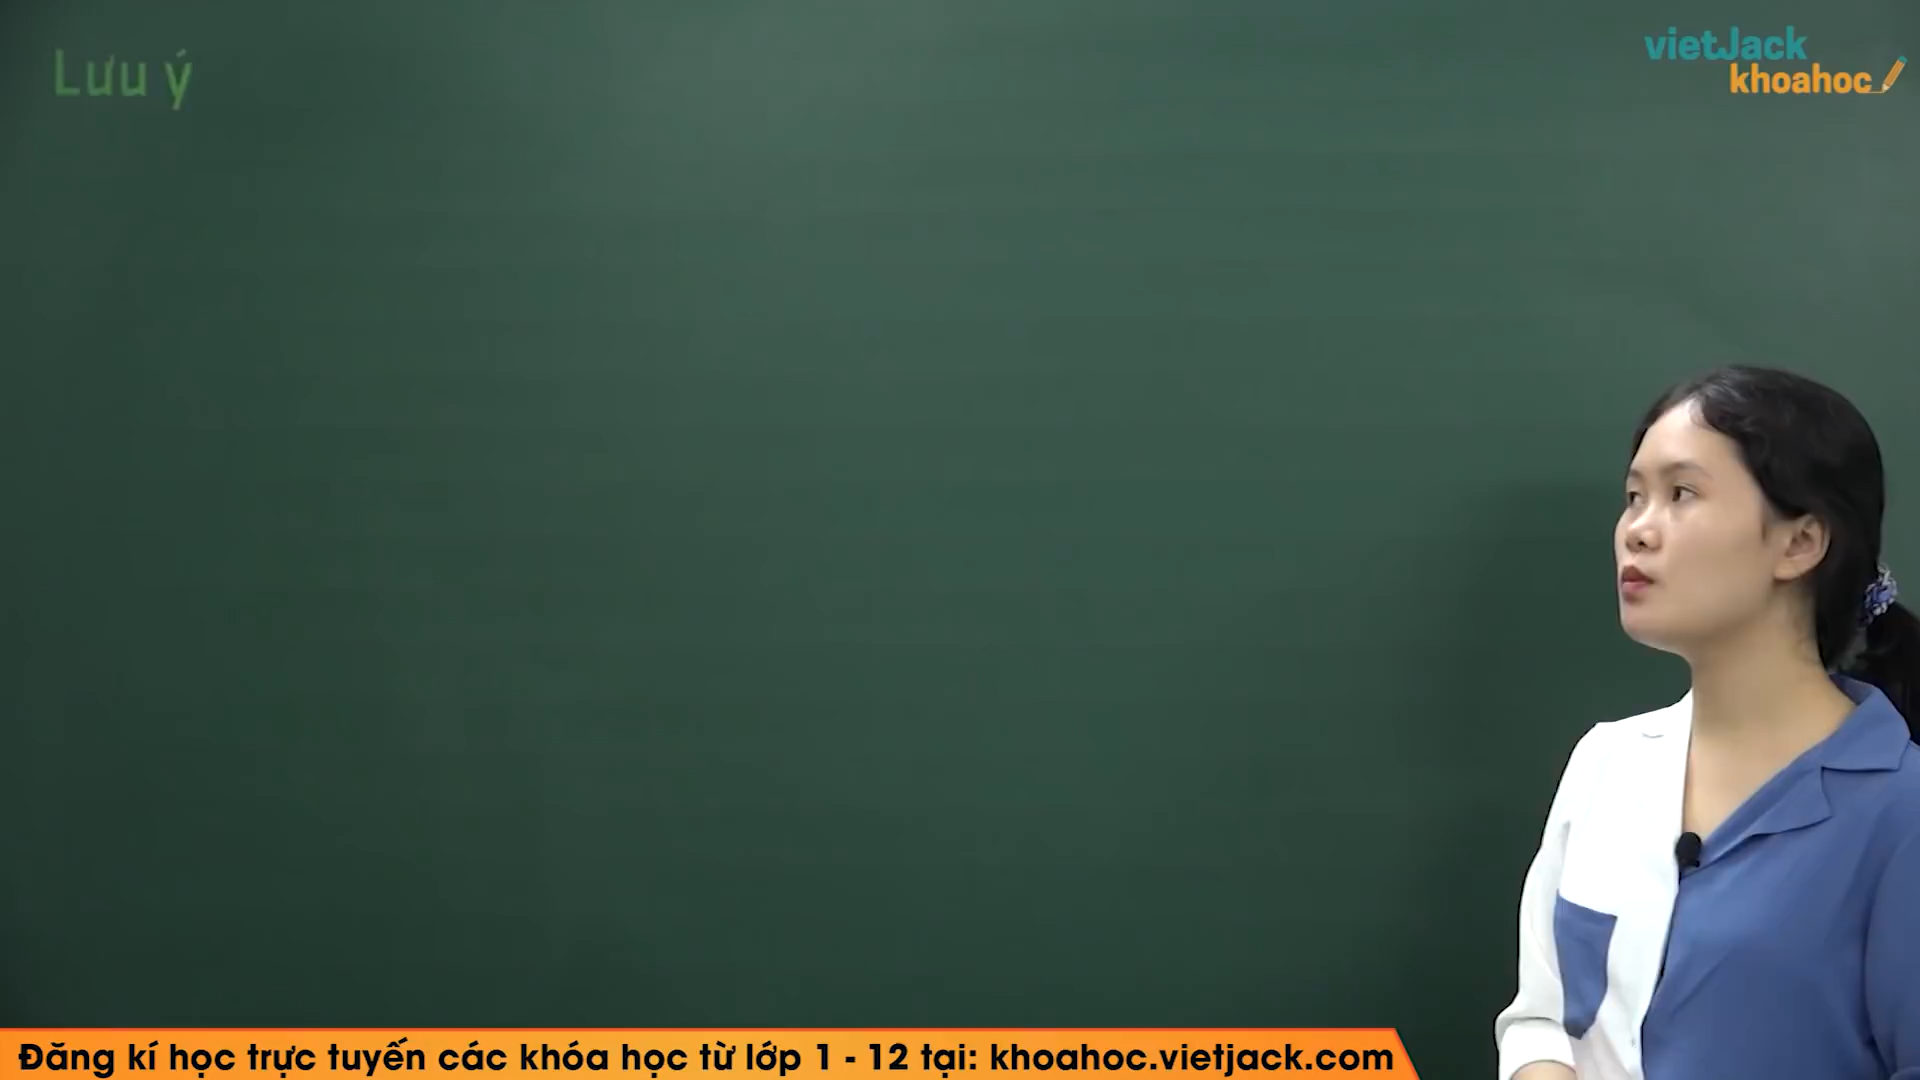 Lưu ý
vietJack
khoahoc
Đăng kí học trực tuyến các khóa học từ lớp 1 - 12 tại: khoahoc.vietjack.com